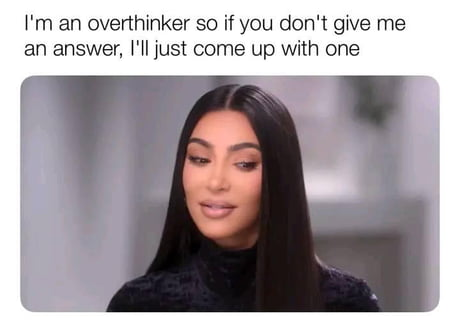 I'm an overthinker so if you don't give me
an answer, I'll just come up with one